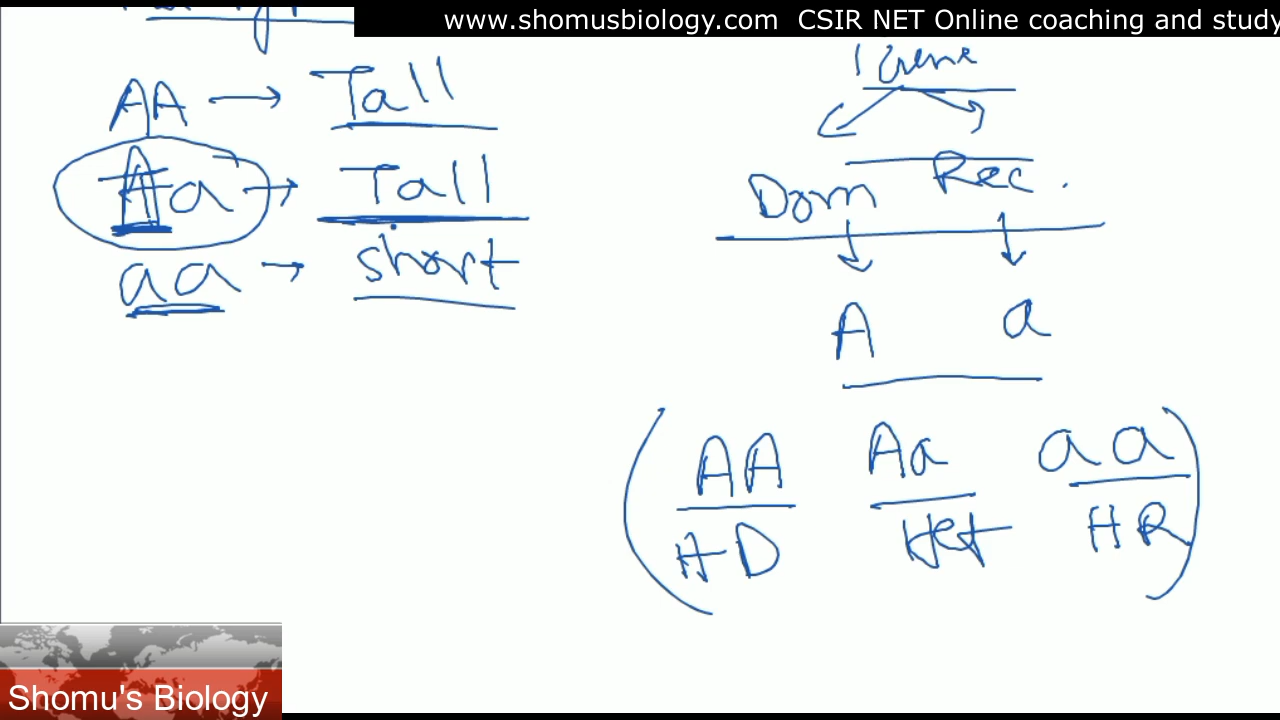 www.shomusbiology.com CSIR NET Online coaching and study
AA → Tall
Aa → Tall
aa → short
1 Gene
Dom Rec.
A a
AA Aa aa
HD Het HR
Shomu's Biology